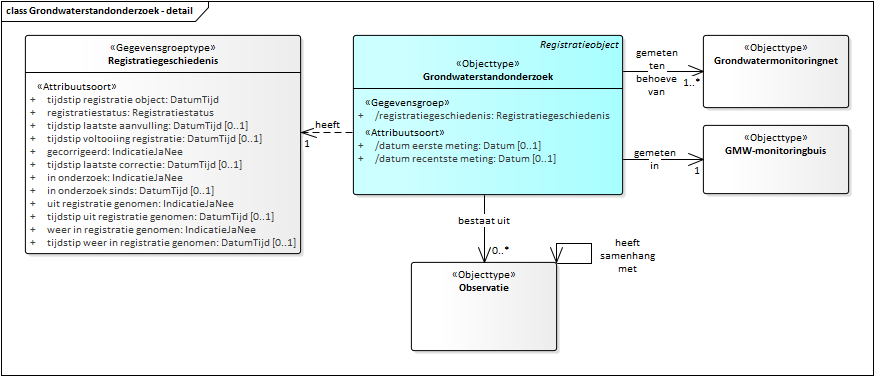 class Grondwaterstandonderzoek - detail
«Gegevensgroeptype»
Registratiegeschiedenis
«Attribuutsoort»
+ tijdstip registratie object: DatumTijd
+ registratiestatus: Registratiestatus
+ tijdstip laatste aanvulling: DatumTijd [0..1]
+ tijdstip voltooiing registratie: DatumTijd [0..1]
+ gecorrigeerd: IndicatieJaNee
+ tijdstip laatste correctie: DatumTijd [0..1]
+ in onderzoek: IndicatieJaNee
+ in onderzoek sinds: DatumTijd [0..1]
+ uit registratie genomen: IndicatieJaNee
+ tijdstip uit registratie genomen: DatumTijd [0..1]
+ weer in registratie genomen: IndicatieJaNee
+ tijdstip weer in registratie genomen: DatumTijd [0..1]
heeft
1
Registratieobject
«Objecttype»
Grondwaterstandonderzoek
«Gegevensgroep»
+ /registratiegeschiedenis: Registratiegeschiedenis
«Attribuutsoort»
+ /datum eerste meting: Datum [0..1]
+ /datum recentste meting: Datum [0..1]
gemeten
ten
behoeve
van
1..*
«Objecttype»
Grondwatermonitoringnet
gemeten
in
1
«Objecttype»
GMW-monitoringbuis
bestaat uit
0..*
«Objecttype»
Observatie
heeft
samenhang
met